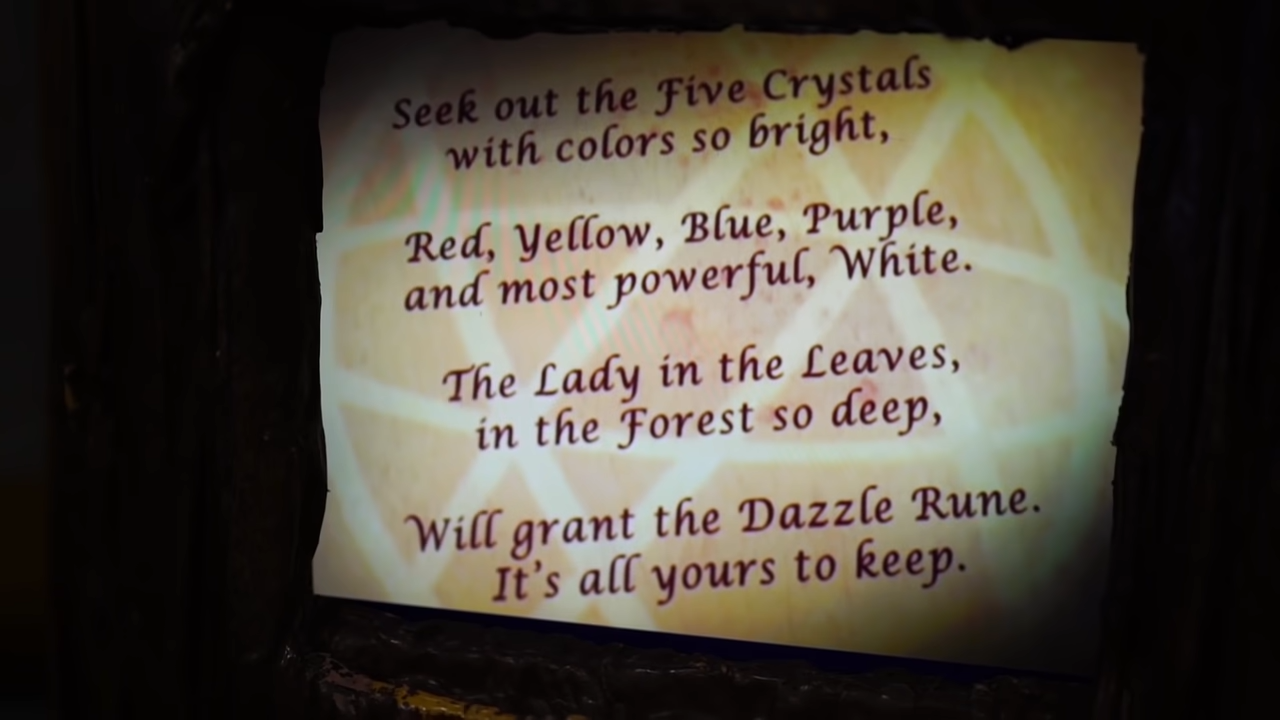 Seek out the Five Crystals
with colors so bright,
Red, Yellow, Blue, Purple,
and most powerful, White.
The Lady in the Leaves,
in the Forest so deep,
Will grant the Dazzle Rune.
It's all yours to keep.